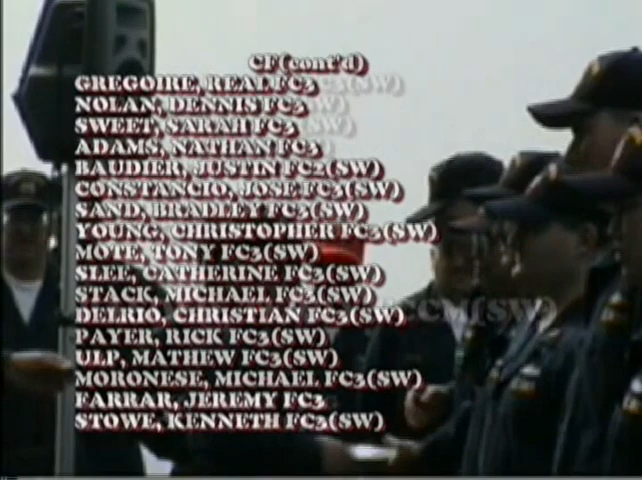 CF(cont'd)
GREGOIRE, REAL FC3
NOLAN, DENNIS FC3
SWEET, SARAH FC3
ADAMS, NATHAN FC3
BAUDIER, JUSTIN FC2(SW)
CONSTANCIO, JOSE FC3(SW)
SAND, BRADLEY FC3(SW)
YOUNG, CHRISTOPHER FC3(SW)
MOTE, TONY FC3(SW)
SLEE, CATHERINE FC3(SW)
STACK, MICHAEL FC3(SW)
DELRIO, CHRISTIAN FC3(SW)
PAYER, RICK FC3(SW)
ULP, MATHEW FC3(SW)
MORONESE, MICHAEL FC3(SW)
FARRAR, JEREMY FC3
STOWE, KENNETH FC3(SW)